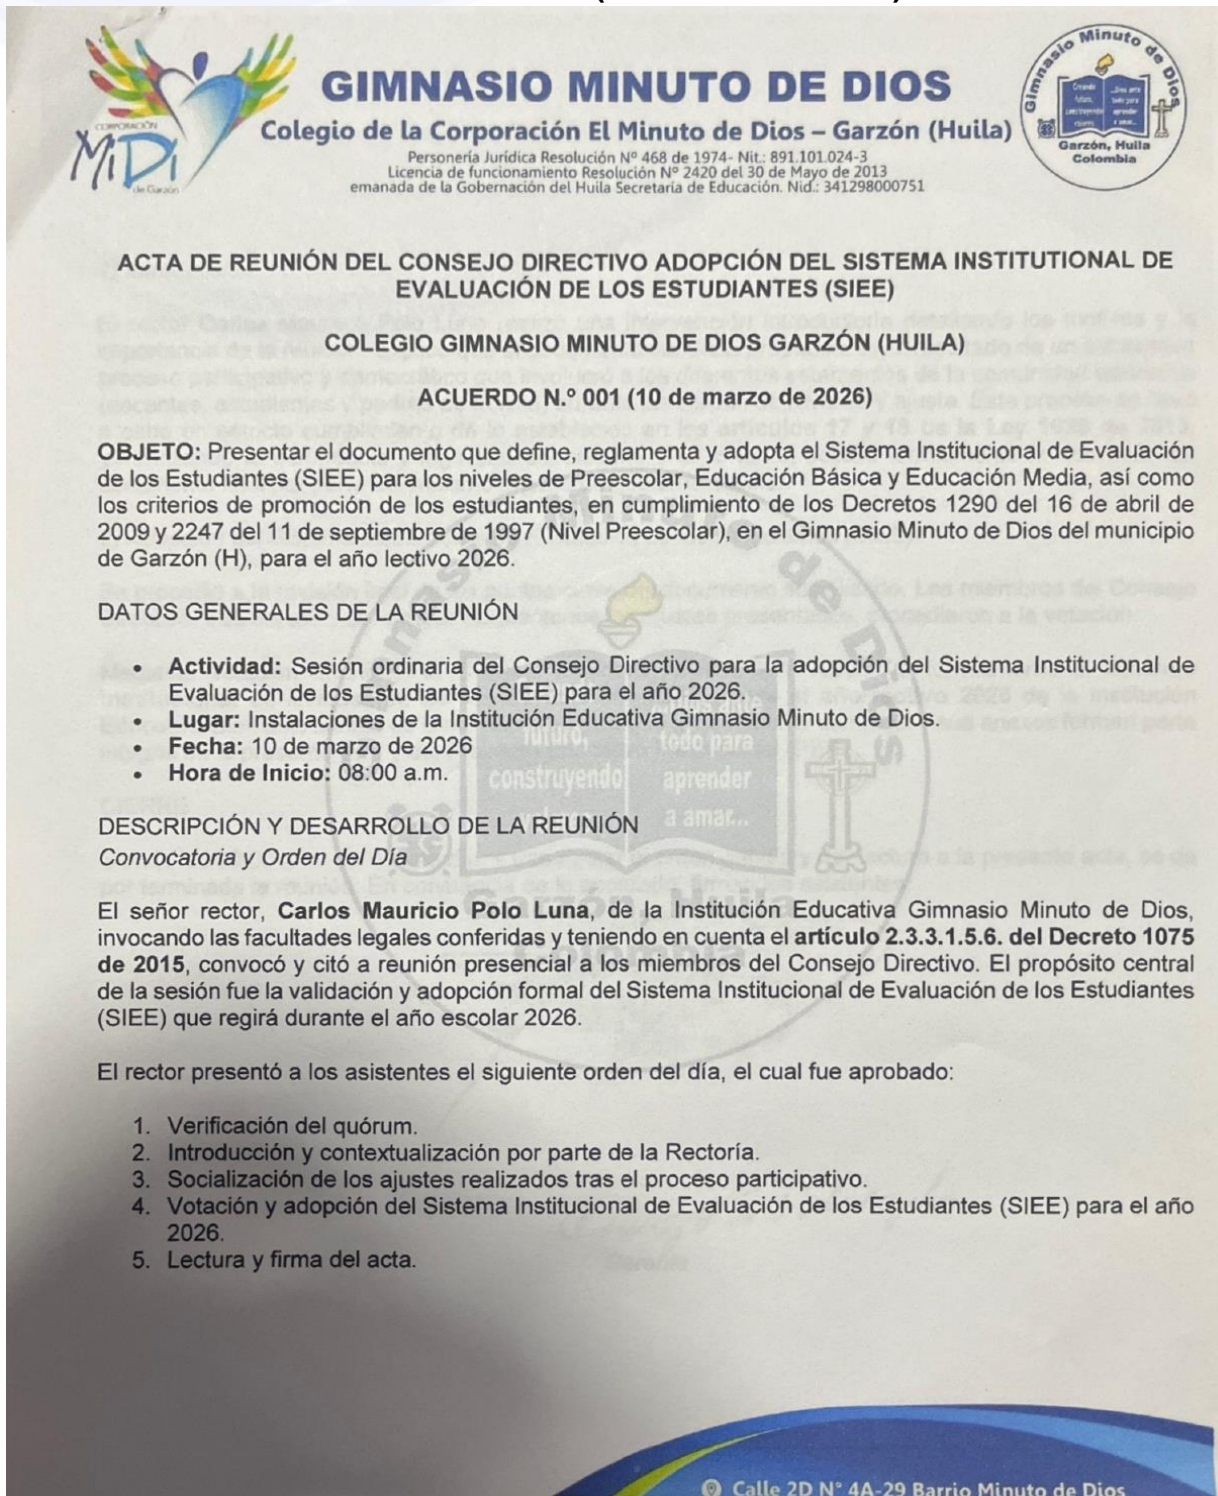 CORPORACIÓN
MiDi
de Garzón
GIMNASIO MINUTO DE DIOS
Colegio de la Corporación El Minuto de Dios – Garzón (Huila)
Personería Jurídica Resolución Nº 468 de 1974- Nit.: 891.101.024-3
Licencia de funcionamiento Resolución Nº 2420 del 30 de Mayo de 2013
emanada de la Gobernación del Huila Secretaria de Educación. Nid.: 341298000751
Gimnasio Minuto de Dios
Garzón, Huila
Colombia
ACTA DE REUNIÓN DEL CONSEJO DIRECTIVO ADOPCIÓN DEL SISTEMA INSTITUTIONAL DE
EVALUACIÓN DE LOS ESTUDIANTES (SIEE)
COLEGIO GIMNASIO MINUTO DE DIOS GARZÓN (HUILA)
ACUERDO N.º 001 (10 de marzo de 2026)
OBJETO: Presentar el documento que define, reglamenta y adopta el Sistema Institucional de Evaluación
de los Estudiantes (SIEE) para los niveles de Preescolar, Educación Básica y Educación Media, así como
los criterios de promoción de los estudiantes, en cumplimiento de los Decretos 1290 del 16 de abril de
2009 y 2247 del 11 de septiembre de 1997 (Nivel Preescolar), en el Gimnasio Minuto de Dios del municipio
de Garzón (H), para el año lectivo 2026.
DATOS GENERALES DE LA REUNIÓN
• Actividad: Sesión ordinaria del Consejo Directivo para la adopción del Sistema Institucional de
Evaluación de los Estudiantes (SIEE) para el año 2026.
• Lugar: Instalaciones de la Institución Educativa Gimnasio Minuto de Dios.
• Fecha: 10 de marzo de 2026
• Hora de Inicio: 08:00 a.m.
DESCRIPCIÓN Y DESARROLLO DE LA REUNIÓN
Convocatoria y Orden del Día
El señor rector, Carlos Mauricio Polo Luna, de la Institución Educativa Gimnasio Minuto de Dios,
invocando las facultades legales conferidas y teniendo en cuenta el artículo 2.3.3.1.5.6. del Decreto 1075
de 2015, convocó y citó a reunión presencial a los miembros del Consejo Directivo. El propósito central
de la sesión fue la validación y adopción formal del Sistema Institucional de Evaluación de los Estudiantes
(SIEE) que regirá durante el año escolar 2026.
El rector presentó a los asistentes el siguiente orden del día, el cual fue aprobado:
1. Verificación del quórum.
2. Introducción y contextualización por parte de la Rectoría.
3. Socialización de los ajustes realizados tras el proceso participativo.
4. Votación y adopción del Sistema Institucional de Evaluación de los Estudiantes (SIEE) para el año
2026.
5. Lectura y firma del acta.
Calle 2D N° 4A-29 Barrio Minuto de Dios